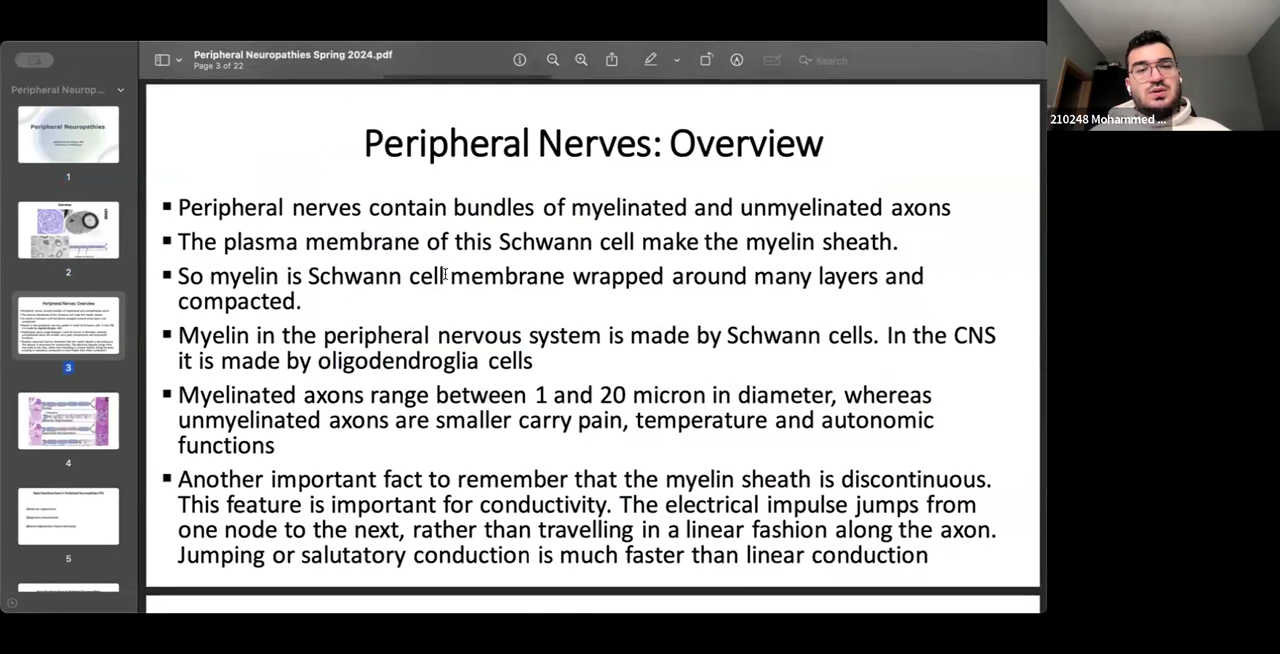 Peripheral Neuropathies Spring 2024.pdf
Page 3 of 22
Search
210248 Mohammed ...
Peripheral Neurop...
Peripheral Neuropathies
1
2
Peripheral Nerves: Overview
3
4
5
Peripheral Nerves: Overview
▪ Peripheral nerves contain bundles of myelinated and unmyelinated axons
▪ The plasma membrane of this Schwann cell make the myelin sheath.
▪ So myelin is Schwann cell membrane wrapped around many layers and
compacted.
▪ Myelin in the peripheral nervous system is made by Schwann cells. In the CNS
it is made by oligodendroglia cells
▪ Myelinated axons range between 1 and 20 micron in diameter, whereas
unmyelinated axons are smaller carry pain, temperature and autonomic
functions
▪ Another important fact to remember that the myelin sheath is discontinuous.
This feature is important for conductivity. The electrical impulse jumps from
one node to the next, rather than travelling in a linear fashion along the axon.
Jumping or salutatory conduction is much faster than linear conduction